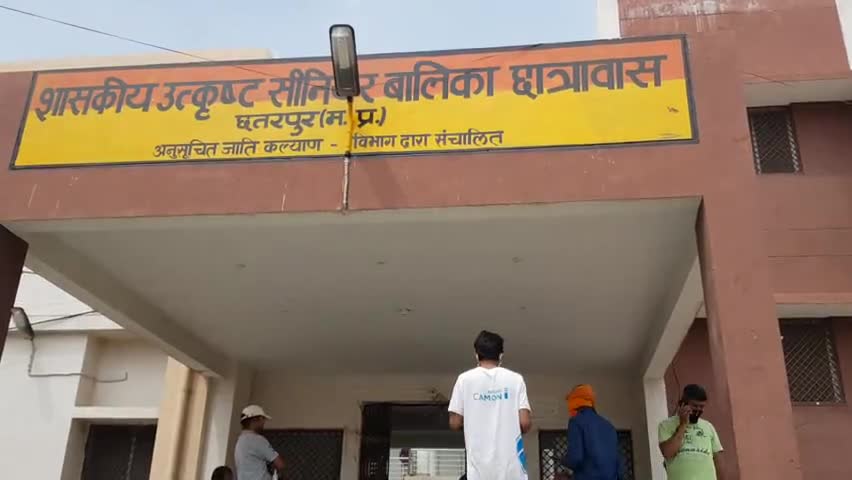 शासकीय उत्कृष्ट सीनियर बालिका छात्रावास
छतरपुर (म. प्र.)
अनुसूचित जाति कल्याण - विभाग द्वारा संचालित
CAMON